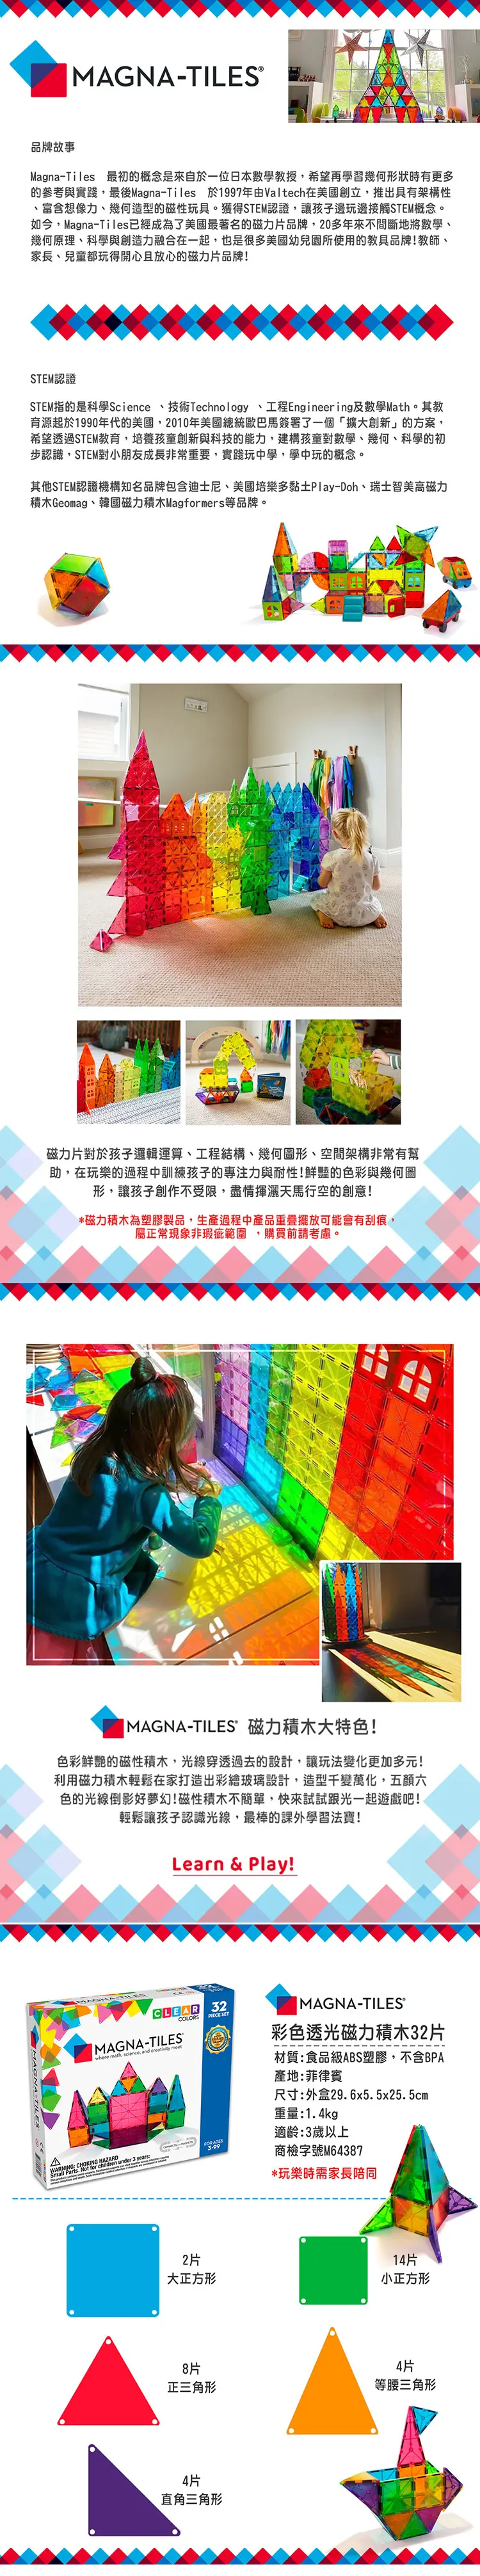 MAGNA-TILES®
品牌故事
Magna-Tiles 最初的概念是來自於一位日本數學教授，希望再學習幾何形狀時有更多
的參考與實踐，最後Magna-Tiles 於1997年由Valtech在美國創立，推出具有架構性
、富含想像力、幾何造型的磁性玩具。獲得STEM認證，讓孩子邊玩邊接觸STEM概念。
如今，Magna-Tiles已經成為了美國最著名的磁力片品牌，20多年來不間斷地將數學、
幾何原理、科學與創造力融合在一起，也是很多美國幼兒園所使用的教具品牌!教師、
家長、兒童都玩得開心且放心的磁力片品牌!
STEM認證
STEM指的是科學Science 、技術Technology 、工程Engineering及數學Math。其教
育源起於1990年代的美國，2010年美國總統歐巴馬簽署了一個「擴大創新」的方案，
希望透過STEM教育，培養孩童創新與科技的能力，建構孩童對數學、幾何、科學的初
步認識，STEM對小朋友成長非常重要，實踐玩中學，學中玩的概念。
其他STEM認證機構知名品牌包含迪士尼、美國培樂多黏土Play-Doh、瑞士智美高磁力
積木Geomag、韓國磁力積木Magformers等品牌。
磁力片對於孩子邏輯運算、工程結構、幾何圖形、空間架構非常有幫
助，在玩樂的過程中訓練孩子的專注力與耐性!鮮豔的色彩與幾何圖
形，讓孩子創作不受限，盡情揮灑天馬行空的創意!
*磁力積木為塑膠製品，生產過程中產品重疊擺放可能會有刮痕，
屬正常現象非瑕疵範圍 ，購買前請考慮。
MAGNA-TILES® 磁力積木大特色!
色彩鮮豔的磁性積木，光線穿透過去的設計，讓玩法變化更加多元!
利用磁力積木輕鬆在家打造出彩繪玻璃設計，造型千變萬化，五顏六
色的光線倒影好夢幻!磁性積木不簡單，快來試試跟光一起遊戲吧!
輕鬆讓孩子認識光線，最棒的課外學習法寶!
Learn & Play!
MAGNA-TILES
CLEAR
COLORS
32
PIECE SET
MAGNA-TILES
MAGNA-TILES®
where math, science, and creativity meet
WARNING: CHOKING HAZARD
Small Parts. Not for children under 3 years:
FOR AGES
3-99
MAGNA-TILES®
彩色透光磁力積木32片
材質:食品級ABS塑膠，不含BPA
產地:菲律賓
尺寸:外盒29.6x5.5x25.5cm
重量:1.4kg
適齡:3歲以上
商檢字號M64387
*玩樂時需家長陪同
2片
大正方形
14片
小正方形
8片
正三角形
4片
等腰三角形
4片
直角三角形